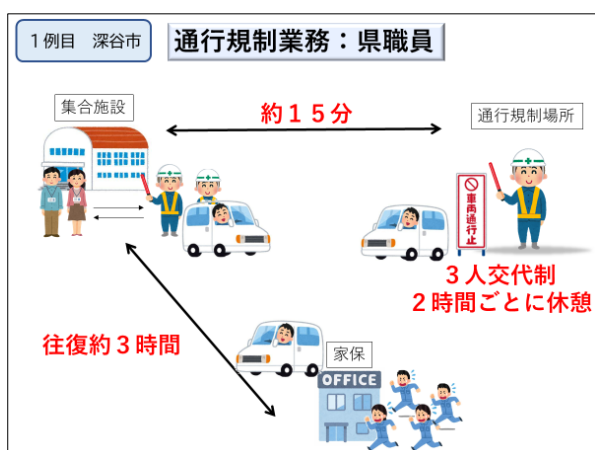 １例目　深谷市
通行規制業務：県職員
集合施設
約１５分
通行規制場所
車両通行止
３人交代制
２時間ごとに休憩
往復約３時間
家保
OFFICE